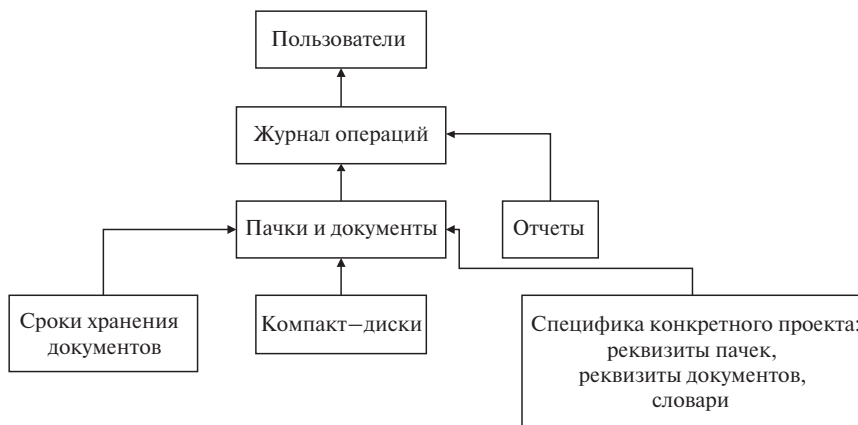 Пользователи
Журнал операций
Пачки и документы
Отчеты
Сроки хранения
документов
Компакт−диски
Специфика конкретного проекта:
реквизиты пачек,
реквизиты документов,
словари